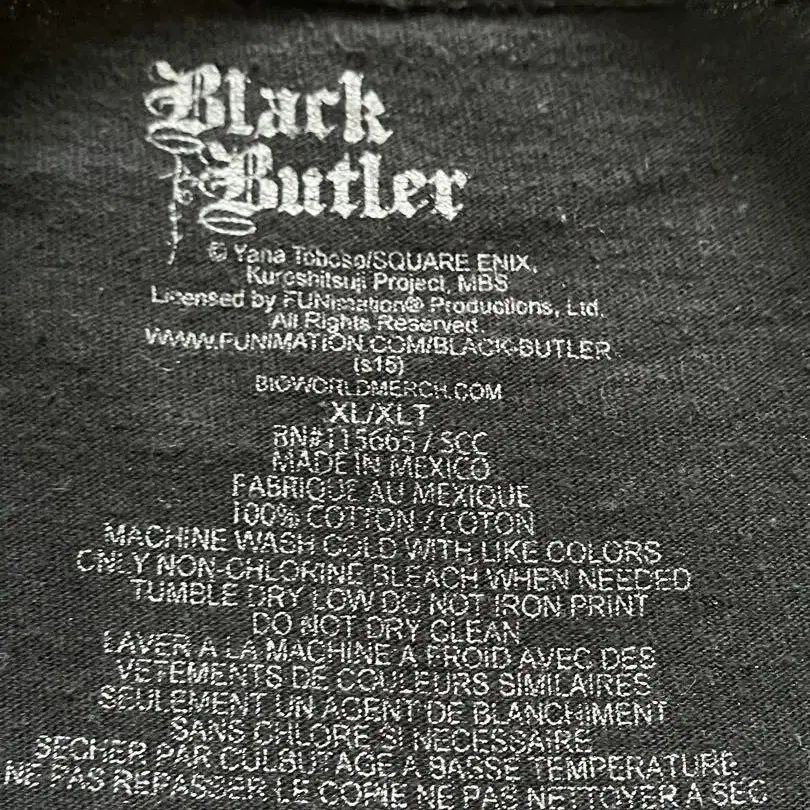 Black
Butler
© Yana Toboso/SQUARE ENIX,
Kuroshitsuji Project, MBS
Licensed by FUNimation® Productions, Ltd.
All Rights Reserved.
WWW.FUNIMATION.COM/BLACK-BUTLER
(s15)
BIOWORLDMERCH.COM
XL/XLT
RN#115665 / SCC
MADE IN MEXICO
FABRIQUE AU MEXIQUE
100% COTTON / COTON
MACHINE WASH COLD WITH LIKE COLORS
ONLY NON-CHLORINE BLEACH WHEN NEEDED
TUMBLE DRY LOW DO NOT IRON PRINT
DO NOT DRY CLEAN
LAVER A LA MACHINE A FROID AVEC DES
VETEMENTS DE COULEURS SIMILAIRES
SEULEMENT UN AGENT DE BLANCHIMENT
SANS CHLORE SI NECESSAIRE
SECHER PAR CULBUTAGE A BASSE TEMPERATURE
NE PAS REPASSER LE COPIE NE PAS NETTOYER A SEC